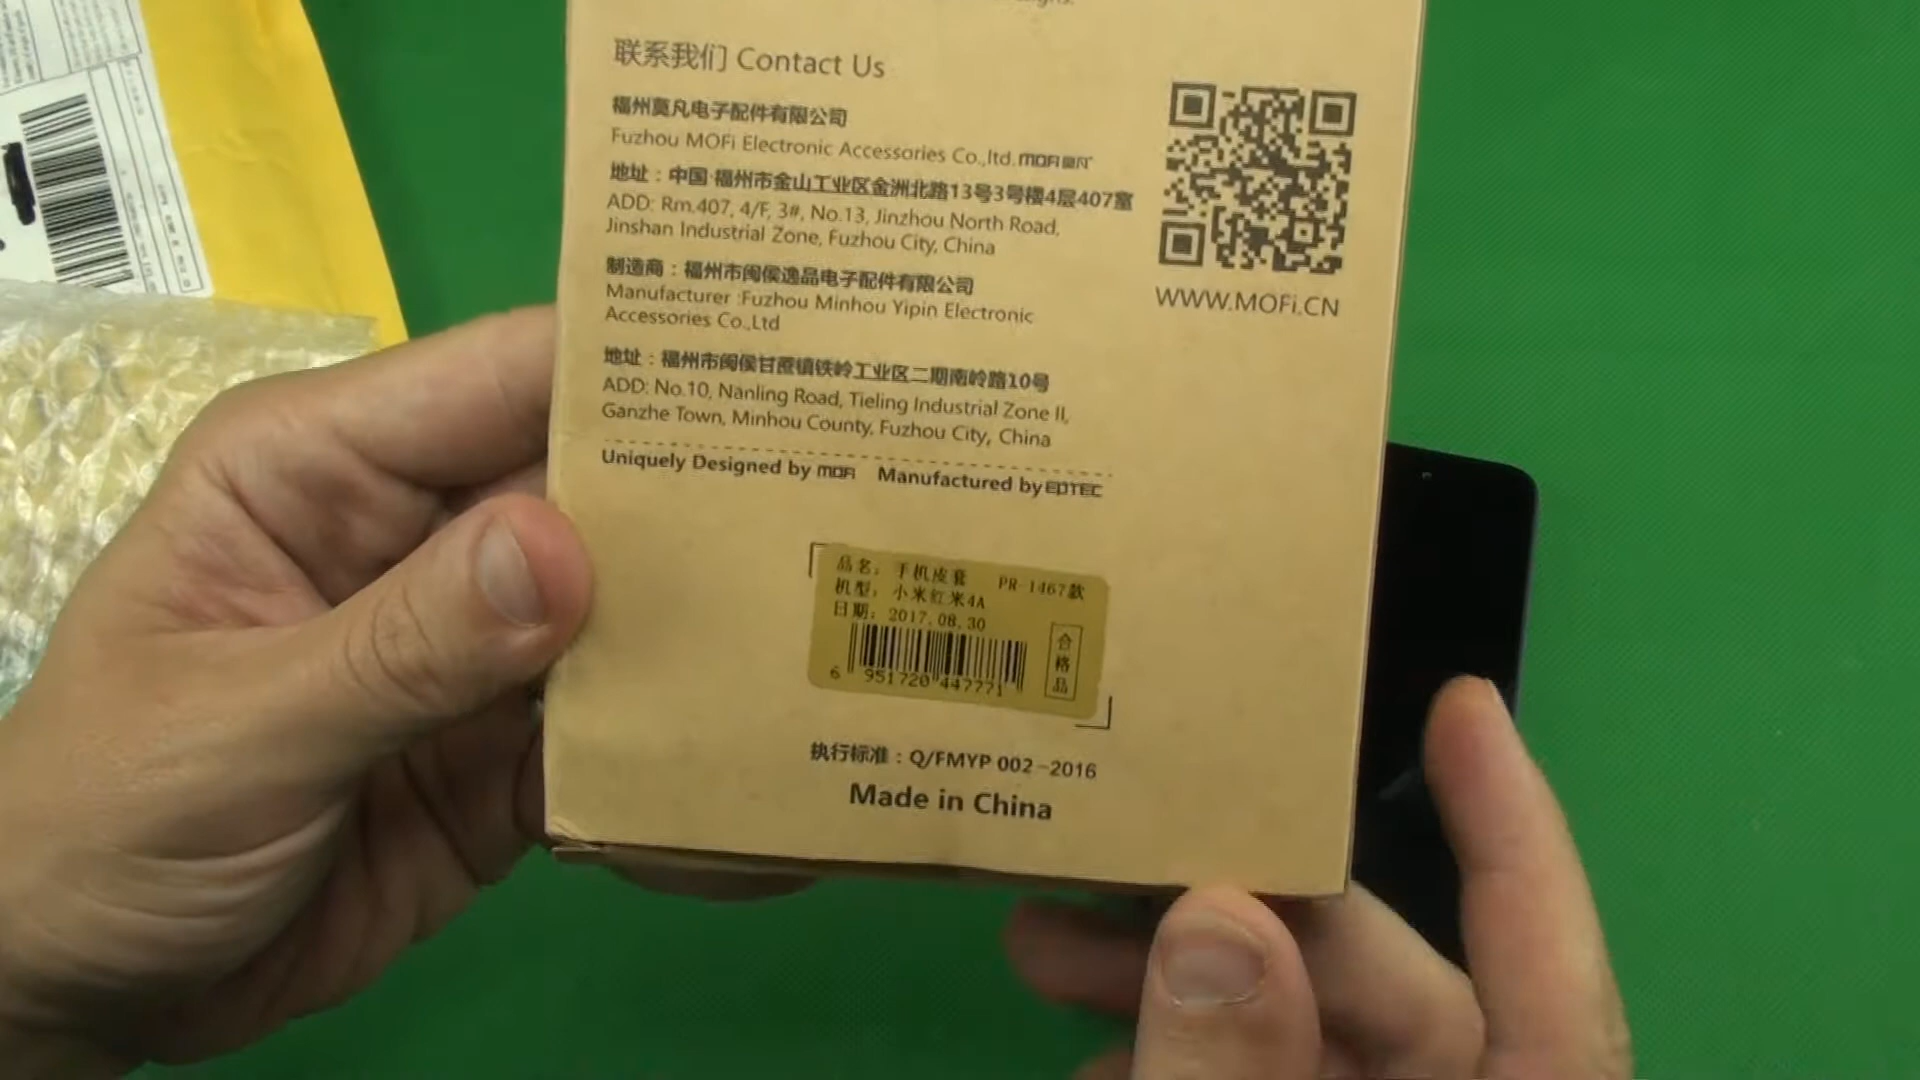 联系我们 Contact Us
福州莫凡电子配件有限公司
Fuzhou MOFi Electronic Accessories Co.,ltd. MOFI莫凡
地址：中国·福州市金山工业区金洲北路13号3号楼4层407室
ADD: Rm.407, 4/F, 3#, No.13, Jinzhou North Road,
Jinshan Industrial Zone, Fuzhou City, China
制造商：福州市闽侯逸品电子配件有限公司
Manufacturer :Fuzhou Minhou Yipin Electronic
Accessories Co.,Ltd
地址：福州市闽侯甘蔗镇铁岭工业区二期南岭路10号
ADD: No.10, Nanling Road, Tieling Industrial Zone II,
Ganzhe Town, Minhou County, Fuzhou City, China
Uniquely Designed by MOFI Manufactured by EPTEC
WWW.MOFi.CN
品名：手机皮套 PR-1467款
机型：小米红米4A
日期：2017.08.30
6 951720 447771
合格品
执行标准：Q/FMYP 002-2016
Made in China